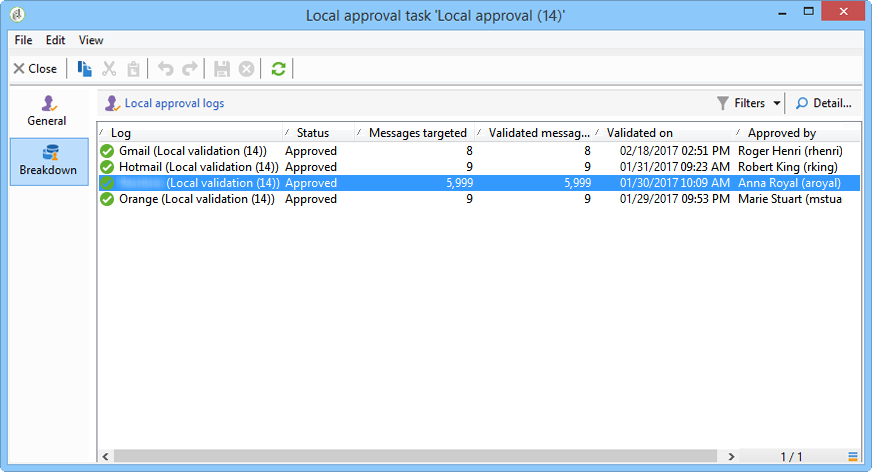 Local approval task 'Local approval (14)'
File Edit View
Close
General
Breakdown
Local approval logs Filters Detail...
Log Status Messages targeted Validated messag... Validated on Approved by
Gmail (Local validation (14)) Approved 8 8 02/18/2017 02:51 PM Roger Henri (rhenri)
Hotmail (Local validation (14)) Approved 9 9 01/31/2017 09:23 AM Robert King (rking)
(Local validation (14)) Approved 5,999 5,999 01/30/2017 10:09 AM Anna Royal (aroyal)
Orange (Local validation (14)) Approved 9 9 01/29/2017 09:53 PM Marie Stuart (mstua
1 / 1